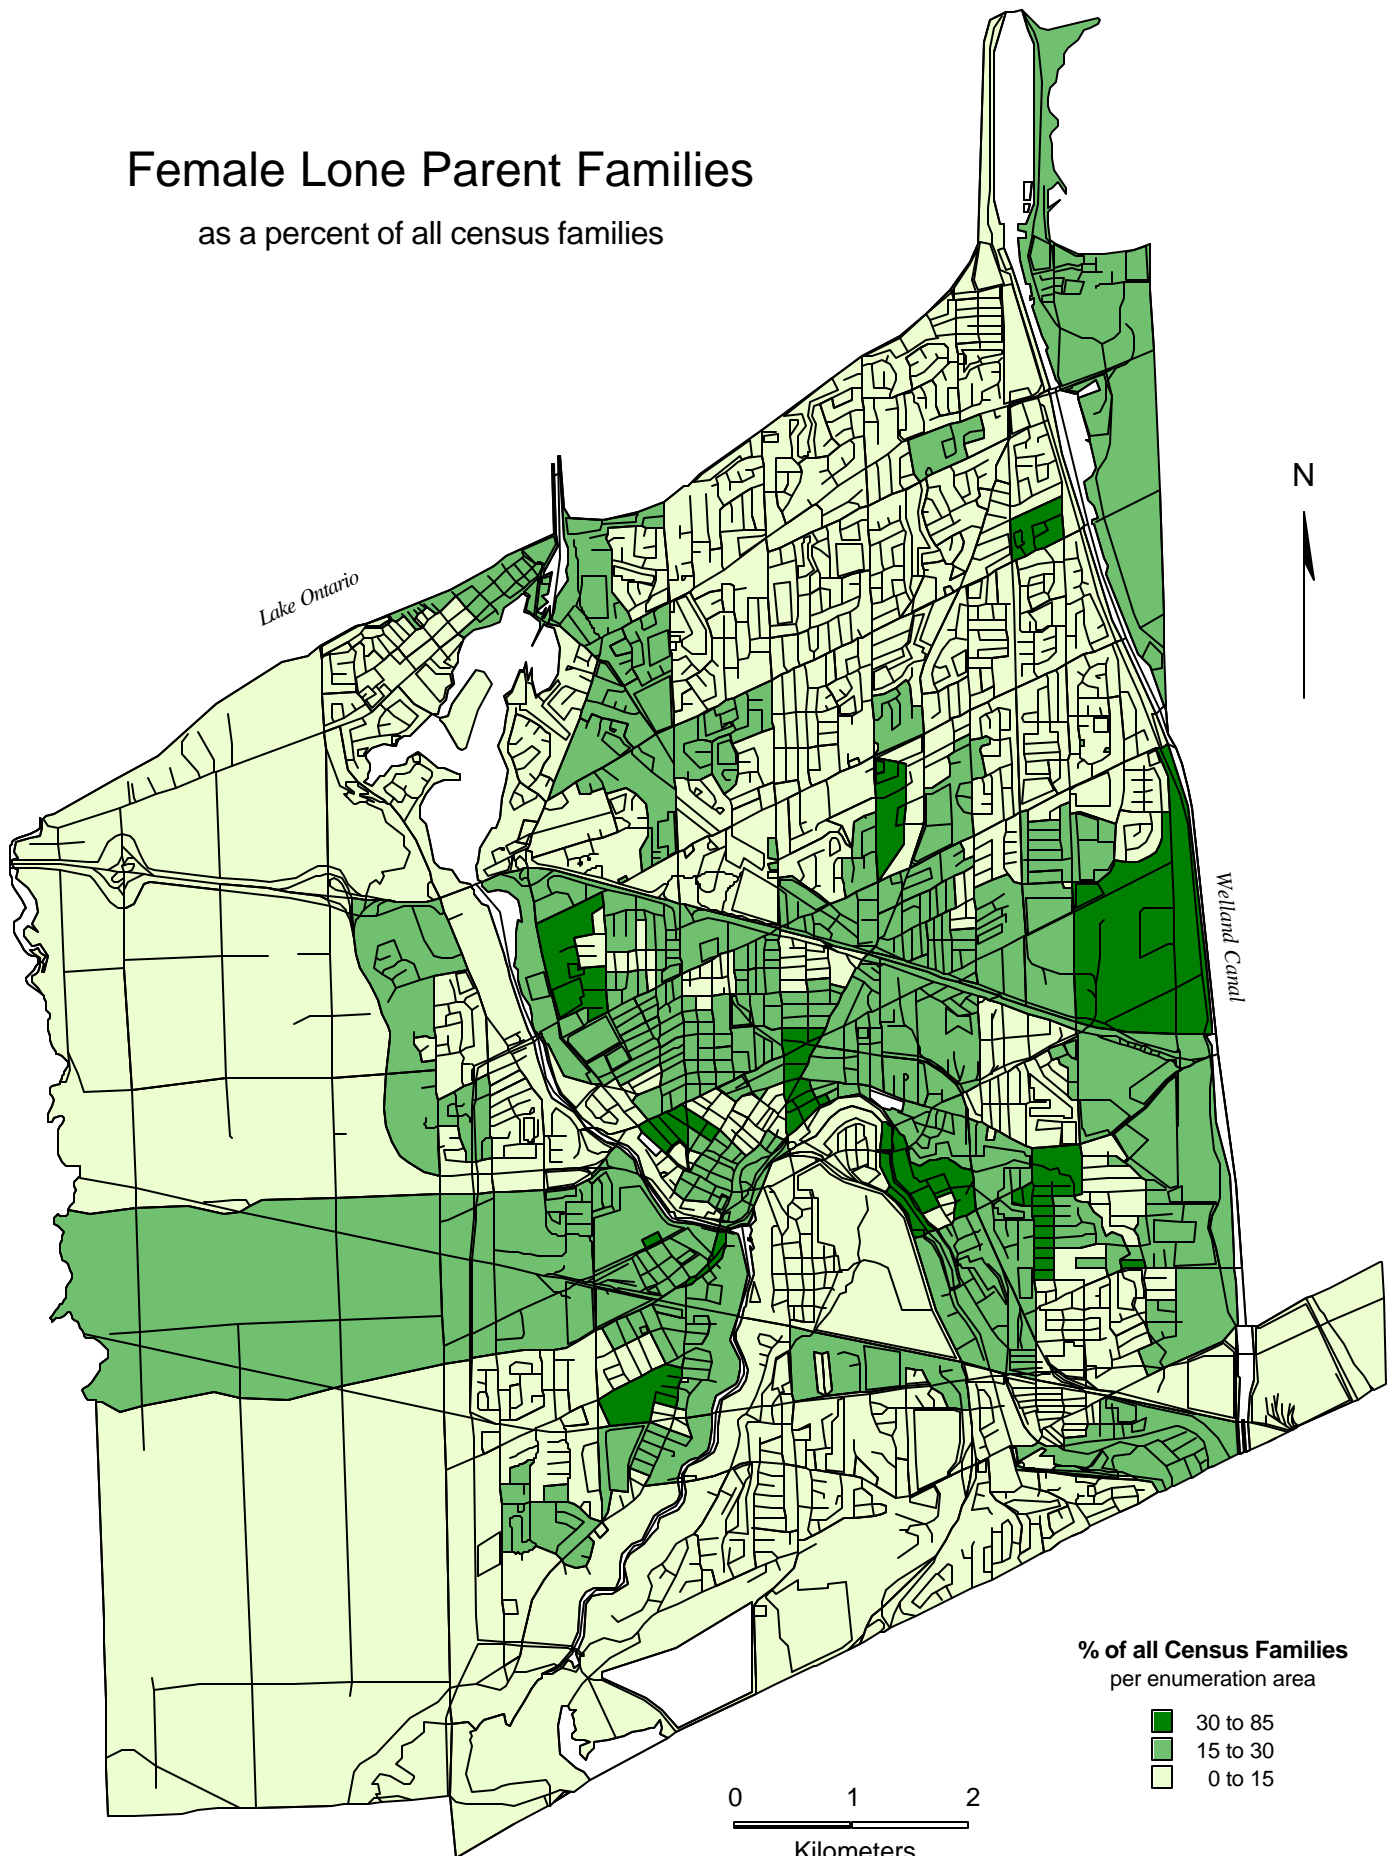 Female Lone Parent Families
as a percent of all census families
N
Lake Ontario
Welland Canal
% of all Census Families
per enumeration area
30 to 85
15 to 30
0 to 15
0 1 2
Kilometers